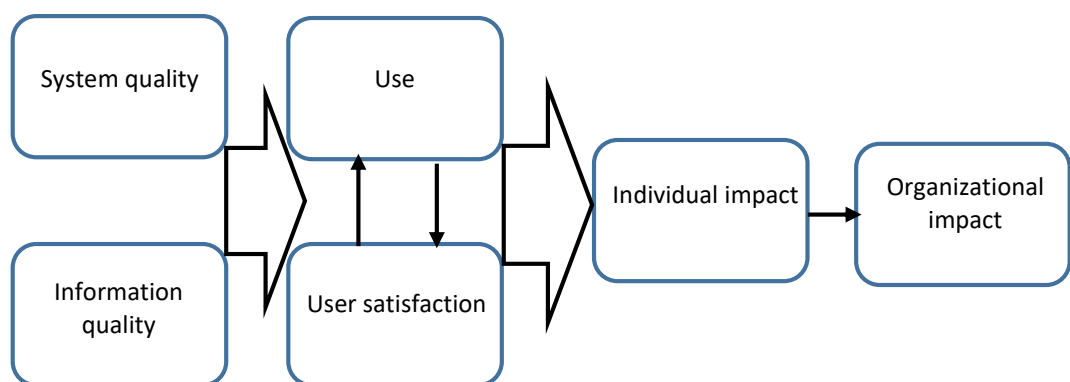 System quality
Use
Individual impact
Organizational
impact
Information
quality
User satisfaction